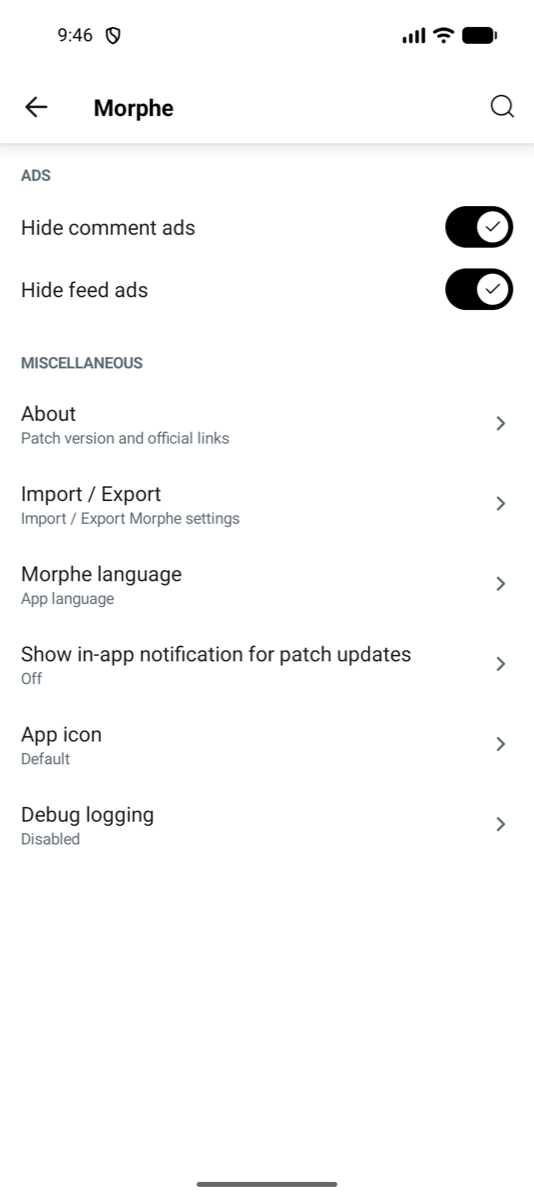 9:46
Morphe
ADS
Hide comment ads
Hide feed ads
MISCELLANEOUS
About
Patch version and official links
Import / Export
Import / Export Morphe settings
Morphe language
App language
Show in-app notification for patch updates
Off
App icon
Default
Debug logging
Disabled